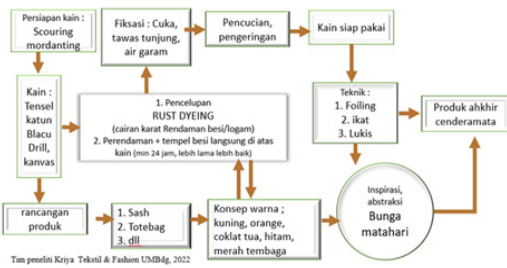 Persiapan kain :
Scouring
mordanting
Fiksasi : Cuka,
tawas tunjung,
air garam
Pencucian,
pengeringan
Kain siap pakai
Kain :
Tensel
katun
Blacu
Drill,
kanvas
1. Pencelupan
RUST DYEING
(cairan karat Rendaman besi/logam)
2. Perendaman + tempel besi langsung di atas
kain (min 24 jam, lebih lama lebih baik)
Teknik :
1. Foiling
2. ikat
3. Lukis
Produk ahkhir
cenderamata
rancangan
produk
1. Sash
2. Totebag
3. dll
Konsep warna ;
kuning, orange,
coklat tua, hitam,
merah tembaga
Inspirasi,
abstraksi
Bunga
matahari
Tim peneliti Kriya Tekstil & Fashion UMBdg, 2022